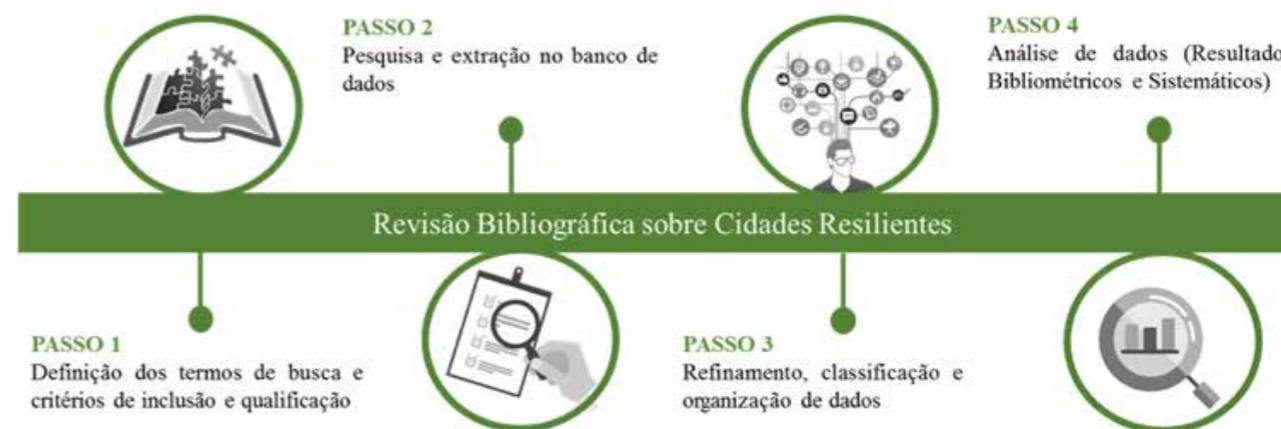 PASSO 2
Pesquisa e extração no banco de
dados
PASSO 4
Análise de dados (Resultado
Bibliométricos e Sistemáticos)
Revisão Bibliográfica sobre Cidades Resilientes
PASSO 1
Definição dos termos de busca e
critérios de inclusão e qualificação
PASSO 3
Refinamento, classificação e
organização de dados